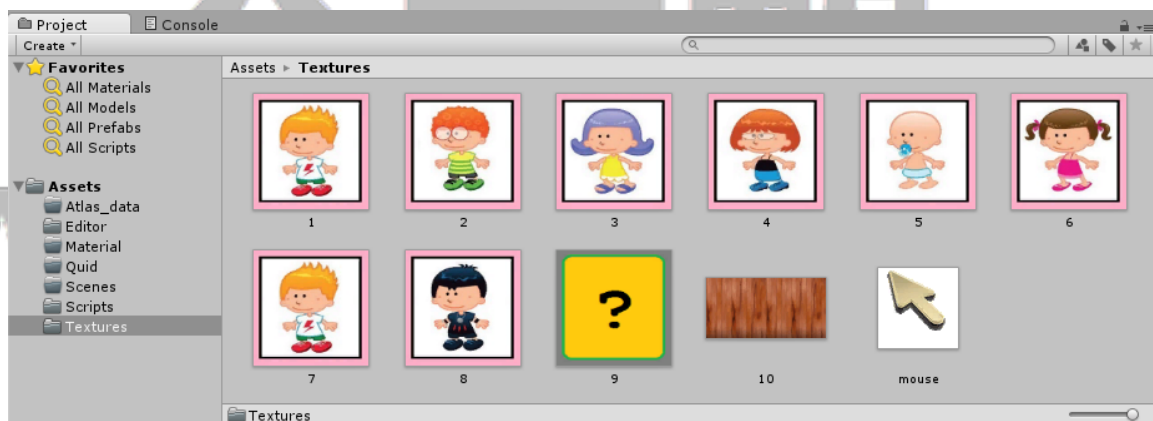 Project Console
Create
Favorites
All Materials
All Models
All Prefabs
All Scripts
Assets
Atlas_data
Editor
Material
Quid
Scenes
Scripts
Textures
Assets ▸ Textures
1 2 3 4 5 6
?
7 8 9 10 mouse
Textures